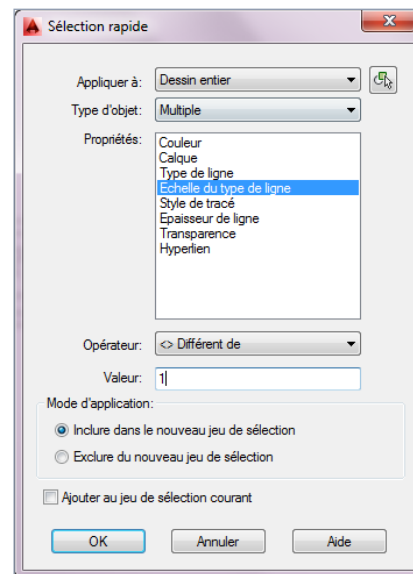 Sélection rapide
Appliquer à: Dessin entier
Type d'objet: Multiple
Propriétés:
Couleur
Calque
Type de ligne
Echelle du type de ligne
Style de tracé
Epaisseur de ligne
Transparence
Hyperlien
Opérateur: <> Différent de
Valeur: 1
Mode d'application:
Inclure dans le nouveau jeu de sélection
Exclure du nouveau jeu de sélection
Ajouter au jeu de sélection courant
OK Annuler Aide